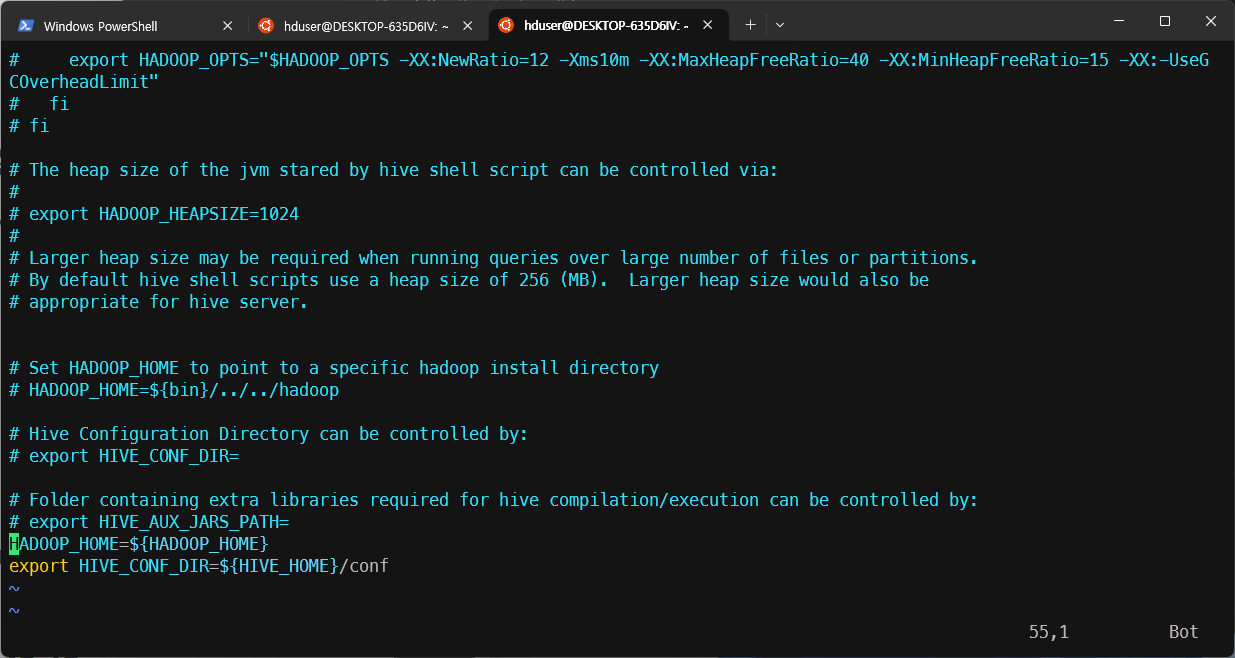 Windows PowerShell
hduser@DESKTOP-635D6IV: ~
hduser@DESKTOP-635D6IV: ~
#     export HADOOP_OPTS="$HADOOP_OPTS -XX:NewRatio=12 -Xms10m -XX:MaxHeapFreeRatio=40 -XX:MinHeapFreeRatio=15 -XX:-UseG
COverheadLimit"
#   fi
# fi
# The heap size of the jvm stared by hive shell script can be controlled via:
#
# export HADOOP_HEAPSIZE=1024
#
# Larger heap size may be required when running queries over large number of files or partitions.
# By default hive shell scripts use a heap size of 256 (MB).  Larger heap size would also be
# appropriate for hive server.
# Set HADOOP_HOME to point to a specific hadoop install directory
# HADOOP_HOME=${bin}/../../hadoop
# Hive Configuration Directory can be controlled by:
# export HIVE_CONF_DIR=
# Folder containing extra libraries required for hive compilation/execution can be controlled by:
# export HIVE_AUX_JARS_PATH=
HADOOP_HOME=${HADOOP_HOME}
export HIVE_CONF_DIR=${HIVE_HOME}/conf
~
~
55,1 Bot